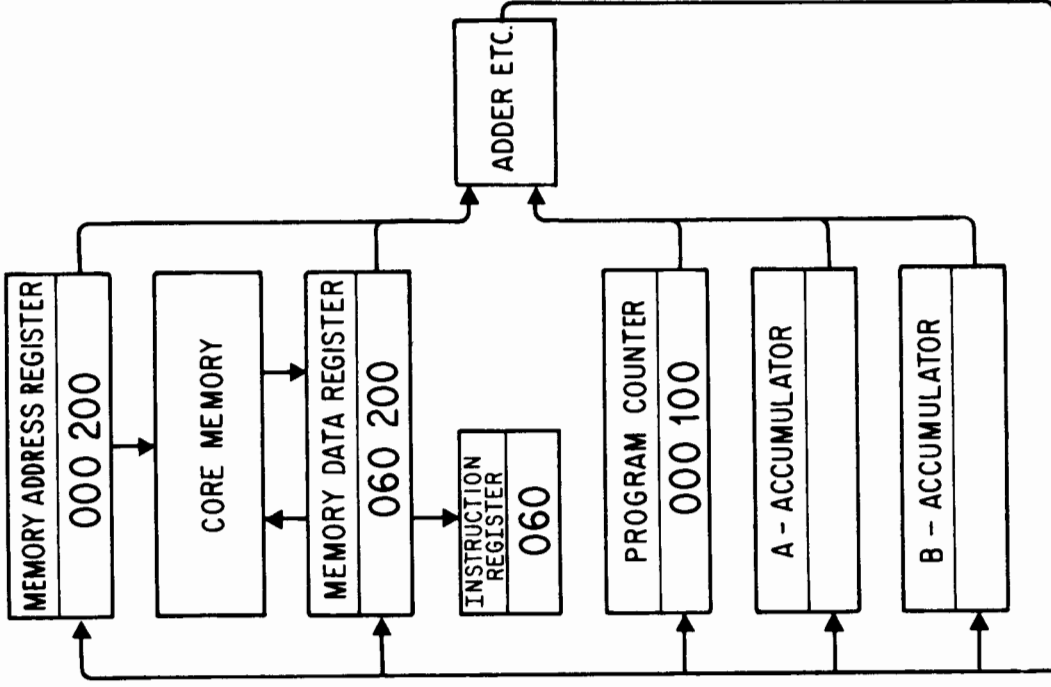 MEMORY ADDRESS REGISTER
000 200
CORE MEMORY
MEMORY DATA REGISTER
060 200
INSTRUCTION
REGISTER
060
PROGRAM COUNTER
000 100
A - ACCUMULATOR
B - ACCUMULATOR
ADDER ETC.